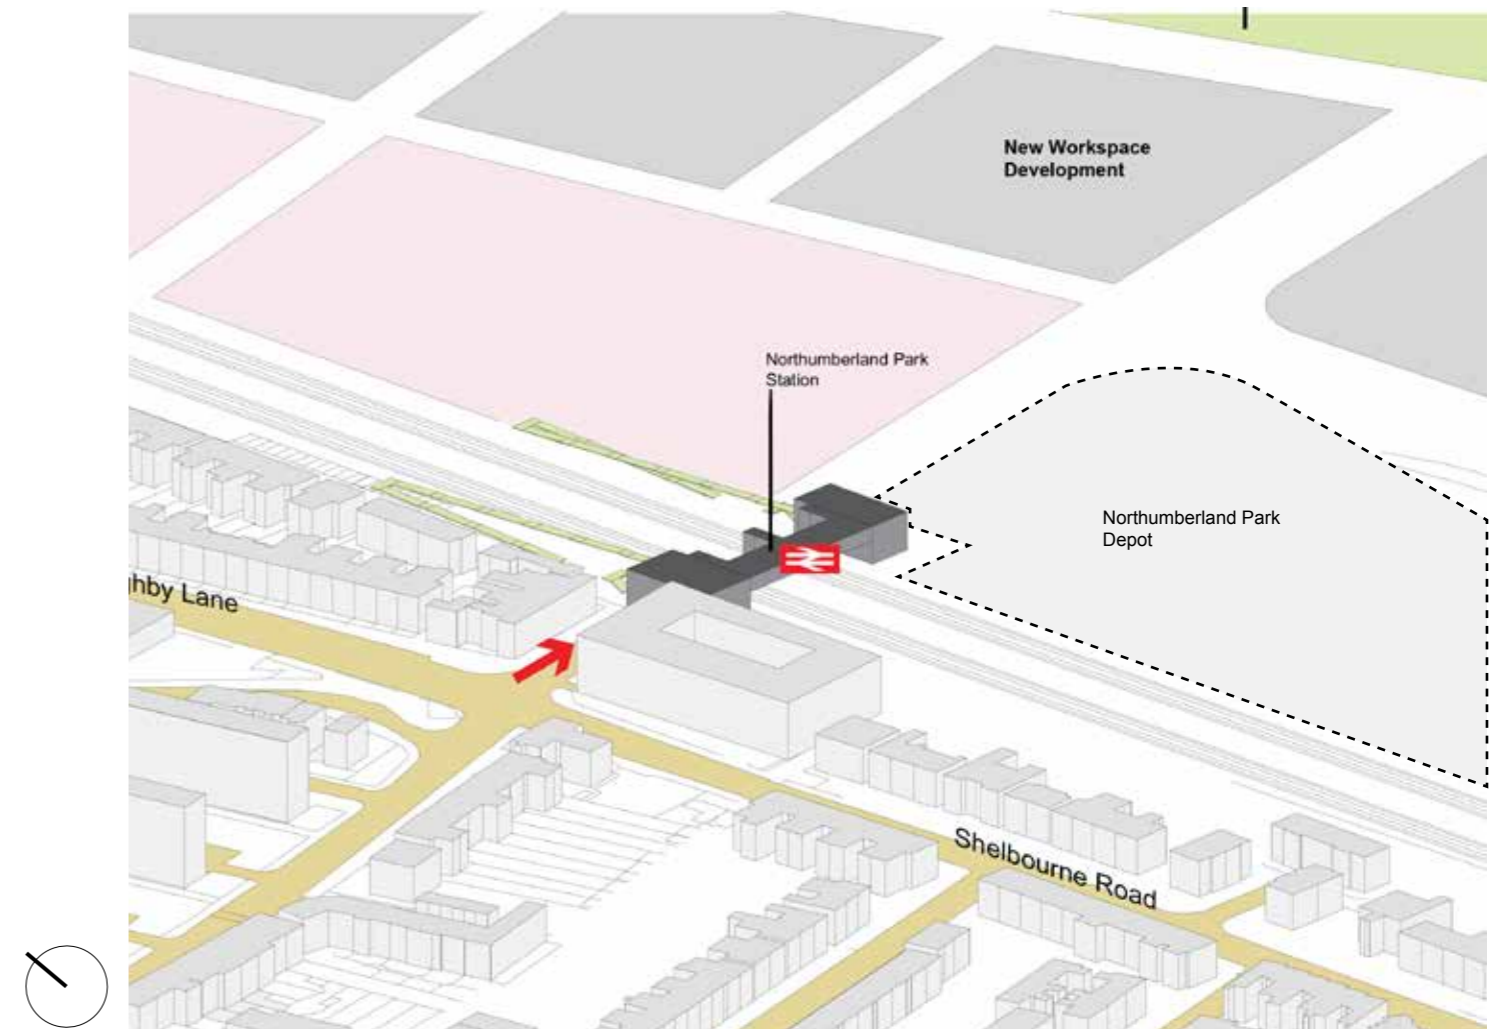 New Workspace
Development
Northumberland Park
Station
Northumberland Park
Depot
hby Lane
Shelbourne Road